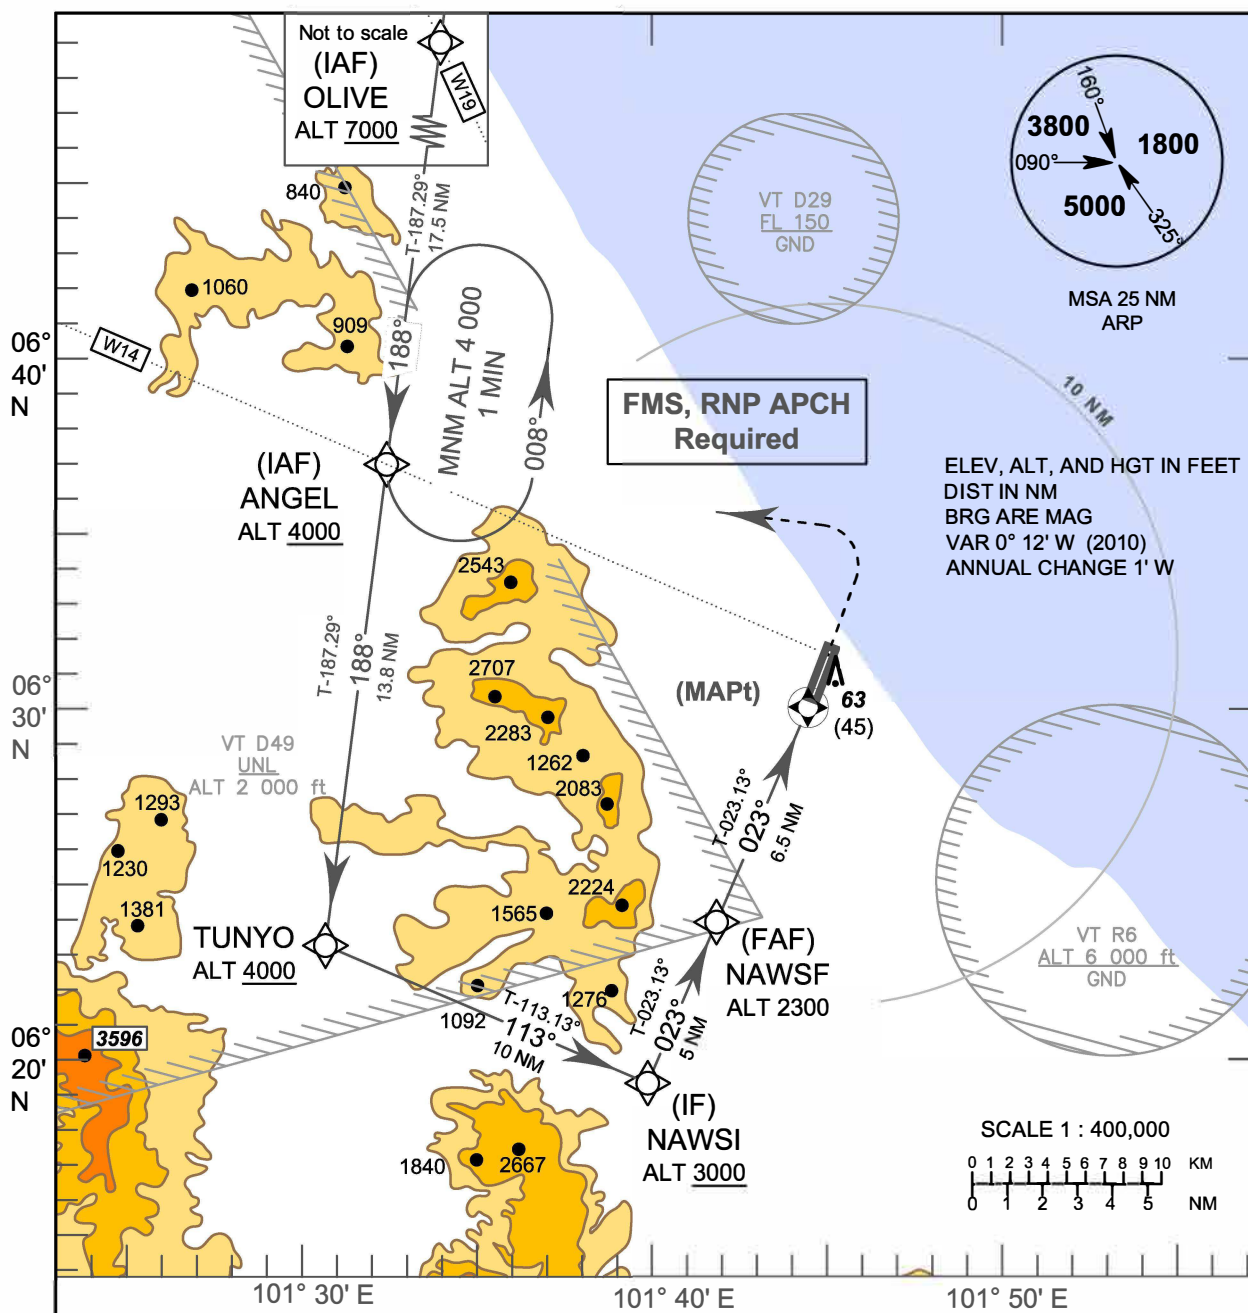 Not to scale
(IAF)
OLIVE
ALT 7000
W19
T-187.29°
17.5 NM
188°
160°
3800
1800
090°
5000
325°
MSA 25 NM
ARP
VT D29
FL 150
GND
840
1060
909
06°
40'
N
W14
MNM ALT 4 000
1 MIN
008°
FMS, RNP APCH
Required
10 NM
(IAF)
ANGEL
ALT 4000
ELEV, ALT, AND HGT IN FEET
DIST IN NM
BRG ARE MAG
VAR 0° 12' W (2010)
ANNUAL CHANGE 1' W
2543
T-187.29°
188°
13.8 NM
2707
2283
1262
2083
06°
30'
N
(MAPt)
63
(45)
VT D49
UNL
ALT 2 000 ft
1293
1230
1381
T-023.13°
023°
6.5 NM
2224
1565
TUNYO
ALT 4000
(FAF)
NAWSF
ALT 2300
VT R6
ALT 6 000 ft
GND
1092
1276
T-113.13°
113°
10 NM
T-023.13°
023°
5 NM
3596
06°
20'
N
(IF)
NAWSI
ALT 3000
1840
2667
SCALE 1 : 400,000
0 1 2 3 4 5 6 7 8 9 10 KM
0 1 2 3 4 5 NM
101° 30' E
101° 40' E
101° 50' E